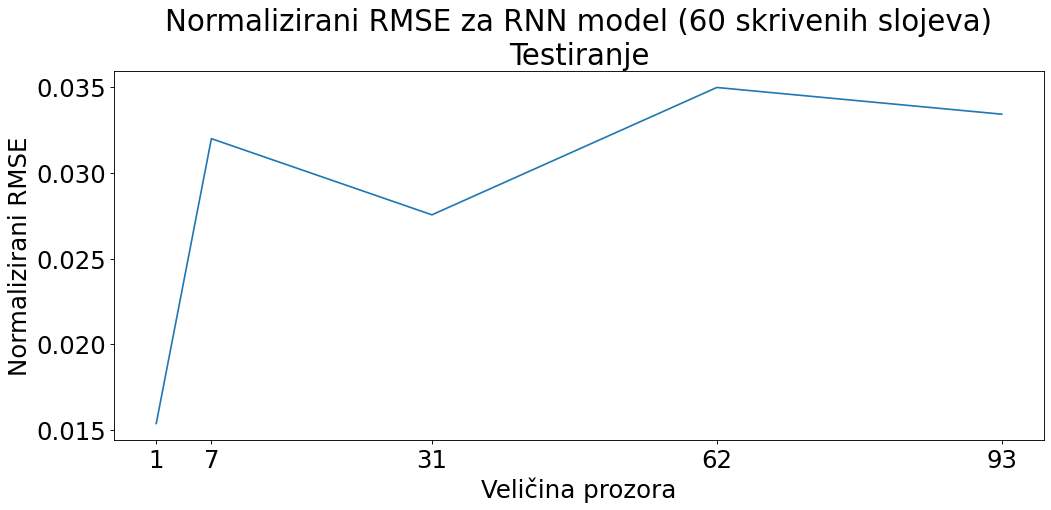 Normalizirani RMSE za RNN model (60 skrivenih slojeva)
Testiranje
Normalizirani RMSE
0.035
0.030
0.025
0.020
0.015
1 7 31 62 93
Veličina prozora